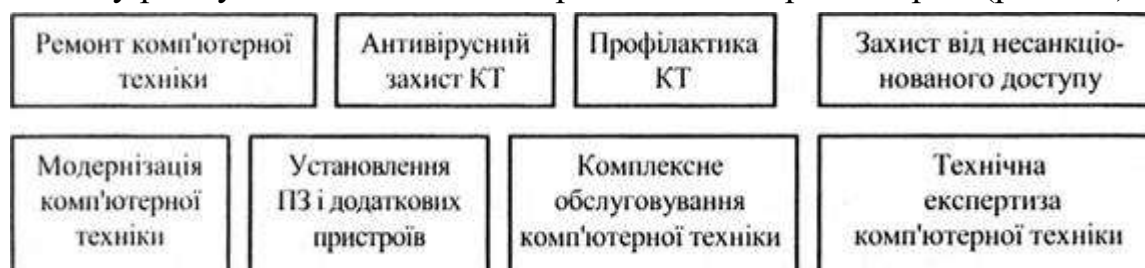 Ремонт комп'ютерної
техніки
Антивірусний
захист КТ
Профілактика
КТ
Захист від несанкціо-
нованого доступу
Модернізація
комп'ютерної
техніки
Установлення
ПЗ і додаткових
пристроїв
Комплексне
обслуговування
комп'ютерної техніки
Технічна
експертиза
комп'ютерної техніки